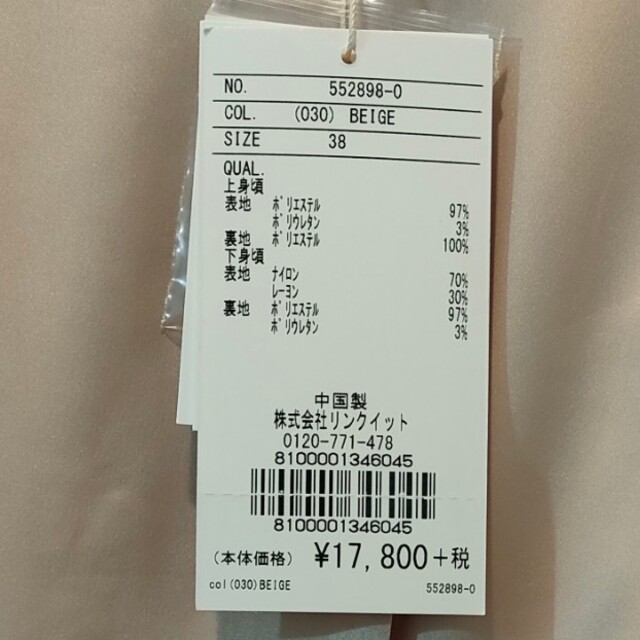 NO. 552898-0
COL. (030) BEIGE
SIZE 38
QUAL.
上身頃
表地 ﾎﾟﾘｴｽﾃﾙ 97%
ﾎﾟﾘｳﾚﾀﾝ 3%
裏地 ﾎﾟﾘｴｽﾃﾙ 100%
下身頃
表地 ﾅｲﾛﾝ 70%
ﾚｰﾖﾝ 30%
裏地 ﾎﾟﾘｴｽﾃﾙ 97%
ﾎﾟﾘｳﾚﾀﾝ 3%
中国製
株式会社リンクイット
0120-771-478
8100001346045
8100001346045
(本体価格) ¥17,800+税
col(030)BEIGE 552898-0